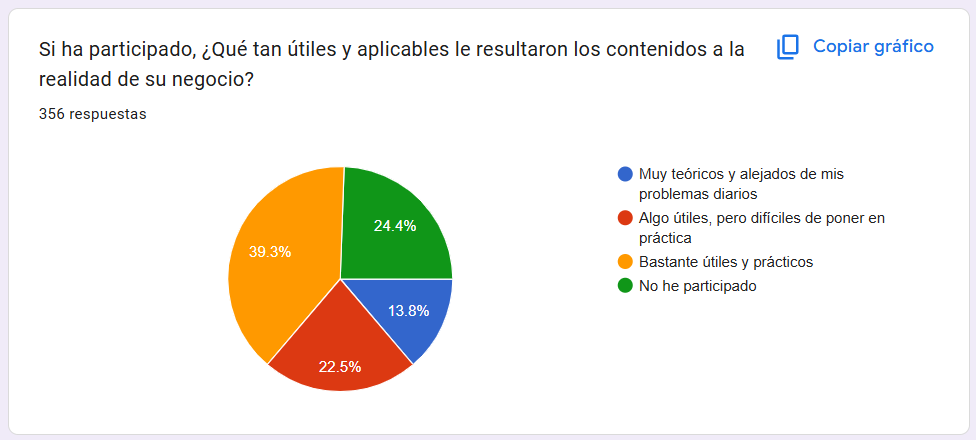 Si ha participado, ¿Qué tan útiles y aplicables le resultaron los contenidos a la
realidad de su negocio?
Copiar gráfico
356 respuestas
24.4%
39.3%
13.8%
22.5%
Muy teóricos y alejados de mis
problemas diarios
Algo útiles, pero difíciles de poner en
práctica
Bastante útiles y prácticos
No he participado